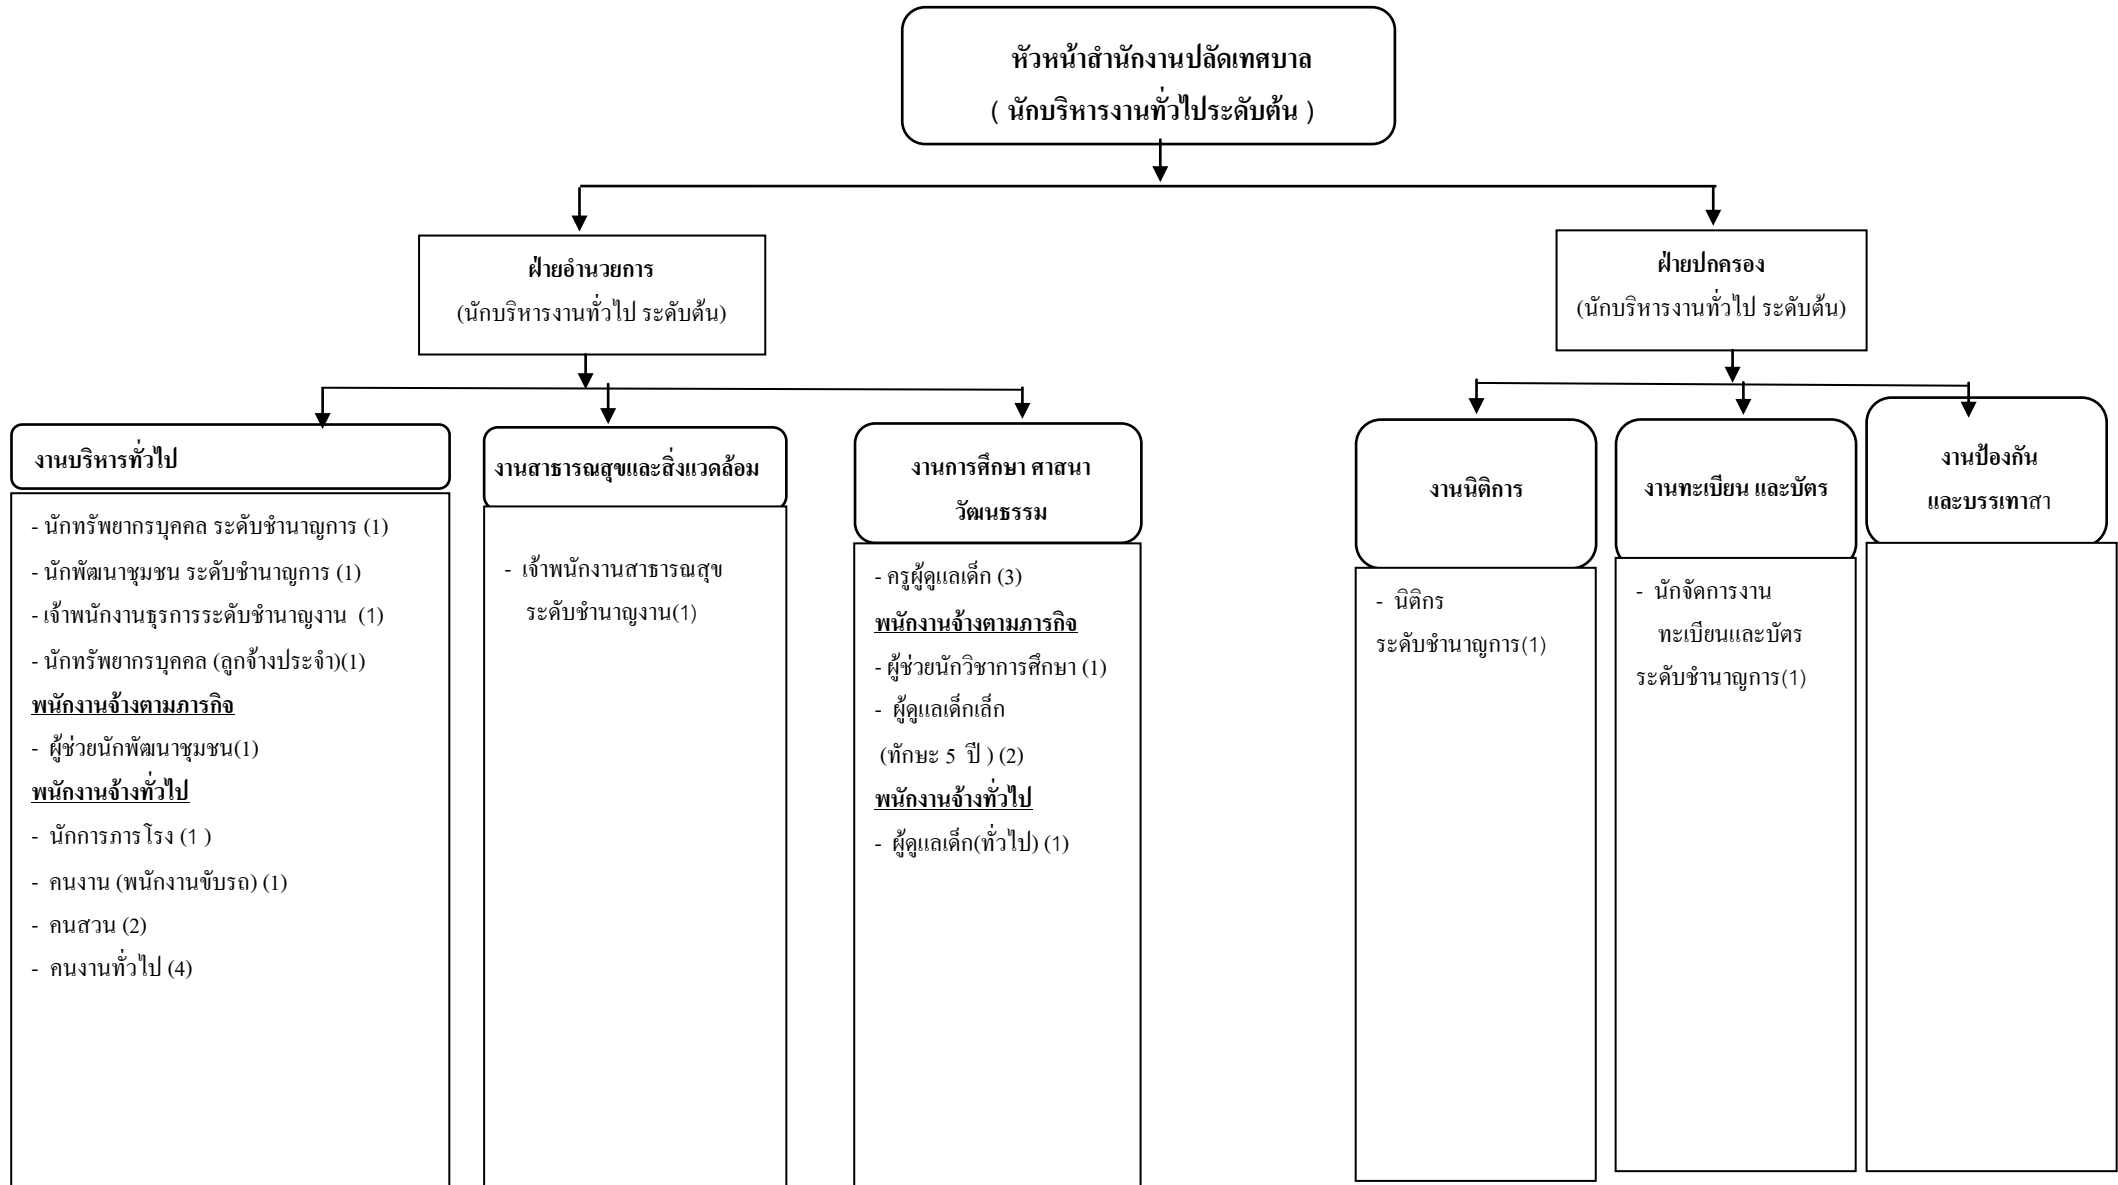 หัวหน้าสำนักงานปลัดเทศบาล
( นักบริหารงานทั่วไประดับต้น )
ฝ่ายอำนวยการ
(นักบริหารงานทั่วไป ระดับต้น)
ฝ่ายปกครอง
(นักบริหารงานทั่วไป ระดับต้น)
งานบริหารทั่วไป
- นักทรัพยากรบุคคล ระดับชำนาญการ (1)
- นักพัฒนาชุมชน ระดับชำนาญการ (1)
- เจ้าพนักงานธุรการระดับชำนาญงาน (1)
- นักทรัพยากรบุคคล (ลูกจ้างประจำ)(1)
พนักงานจ้างตามภารกิจ
- ผู้ช่วยนักพัฒนาชุมชน(1)
พนักงานจ้างทั่วไป
- นักการภารโรง (1 )
- คนงาน (พนักงานขับรถ) (1)
- คนสวน (2)
- คนงานทั่วไป (4)
งานสาธารณสุขและสิ่งแวดล้อม
- เจ้าพนักงานสาธารณสุข
ระดับชำนาญงาน(1)
งานการศึกษา ศาสนา
วัฒนธรรม
- ครูผู้ดูแลเด็ก (3)
พนักงานจ้างตามภารกิจ
- ผู้ช่วยนักวิชาการศึกษา (1)
- ผู้ดูแลเด็กเล็ก
(ทักษะ 5 ปี ) (2)
พนักงานจ้างทั่วไป
- ผู้ดูแลเด็ก(ทั่วไป) (1)
งานนิติการ
- นิติกร
ระดับชำนาญการ(1)
งานทะเบียน และบัตร
- นักจัดการงาน
ทะเบียนและบัตร
ระดับชำนาญการ(1)
งานป้องกัน
และบรรเทาสา